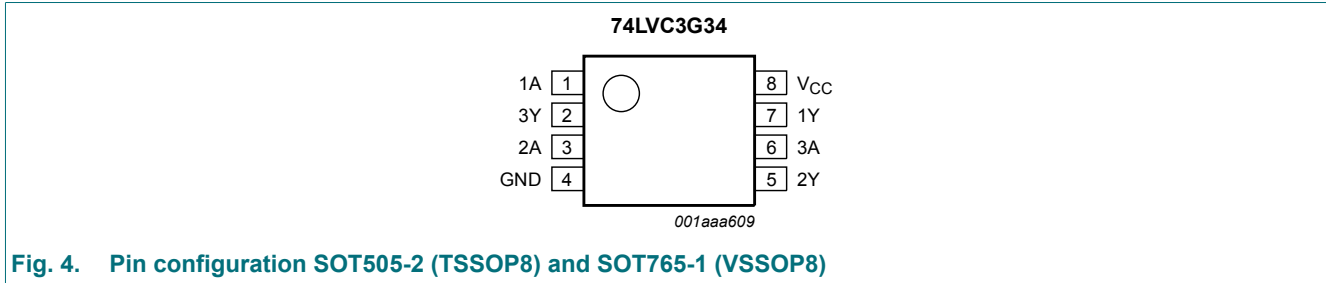 74LVC3G34
1A 1 8 VCC
3Y 2 7 1Y
2A 3 6 3A
GND 4 5 2Y
001aaa609
Fig. 4. Pin configuration SOT505-2 (TSSOP8) and SOT765-1 (VSSOP8)